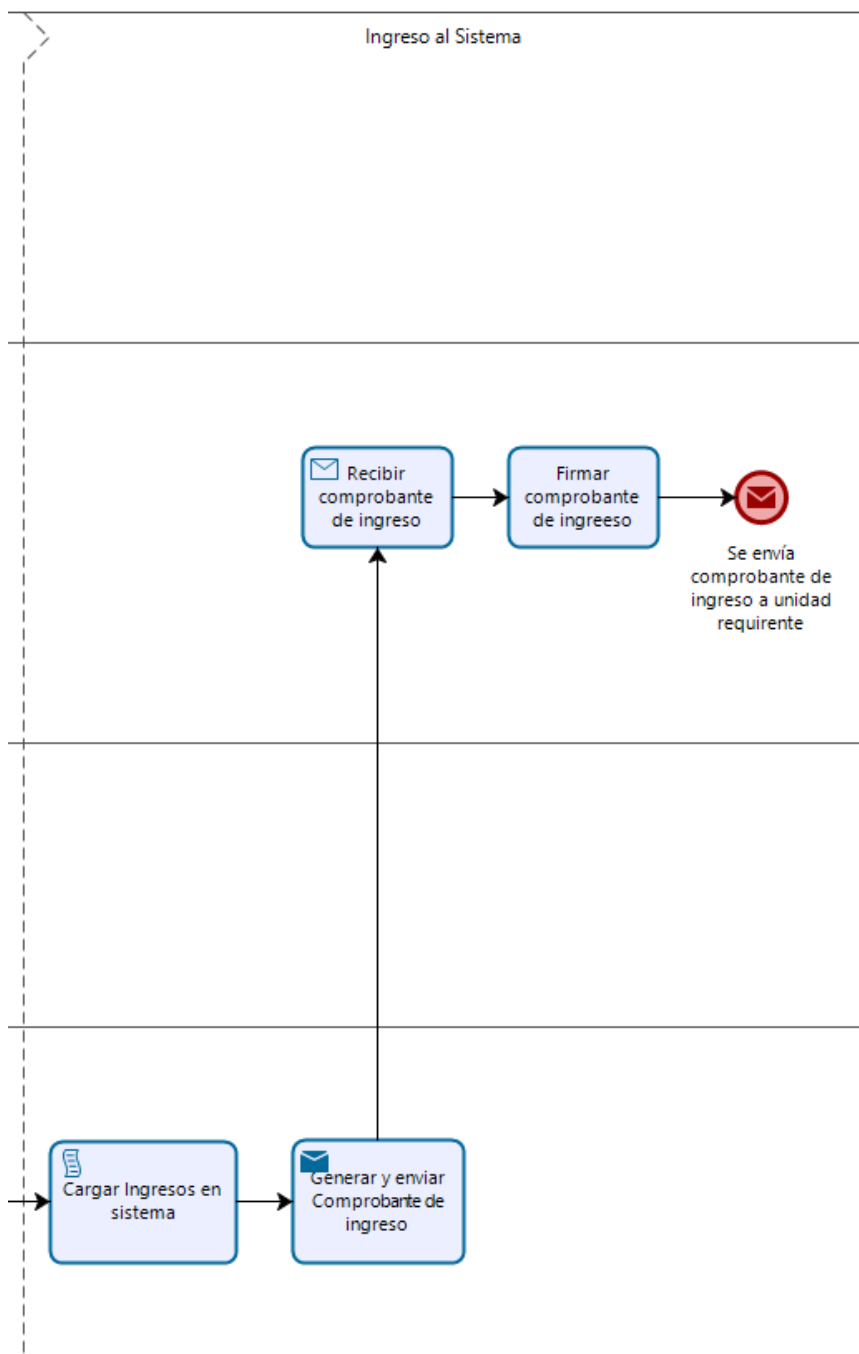 Ingreso al Sistema
Recibir
comprobante
de ingreso
Firmar
comprobante
de ingreeso
Se envía
comprobante de
ingreso a unidad
requirente
Cargar Ingresos en
sistema
Generar y enviar
Comprobante de
ingreso